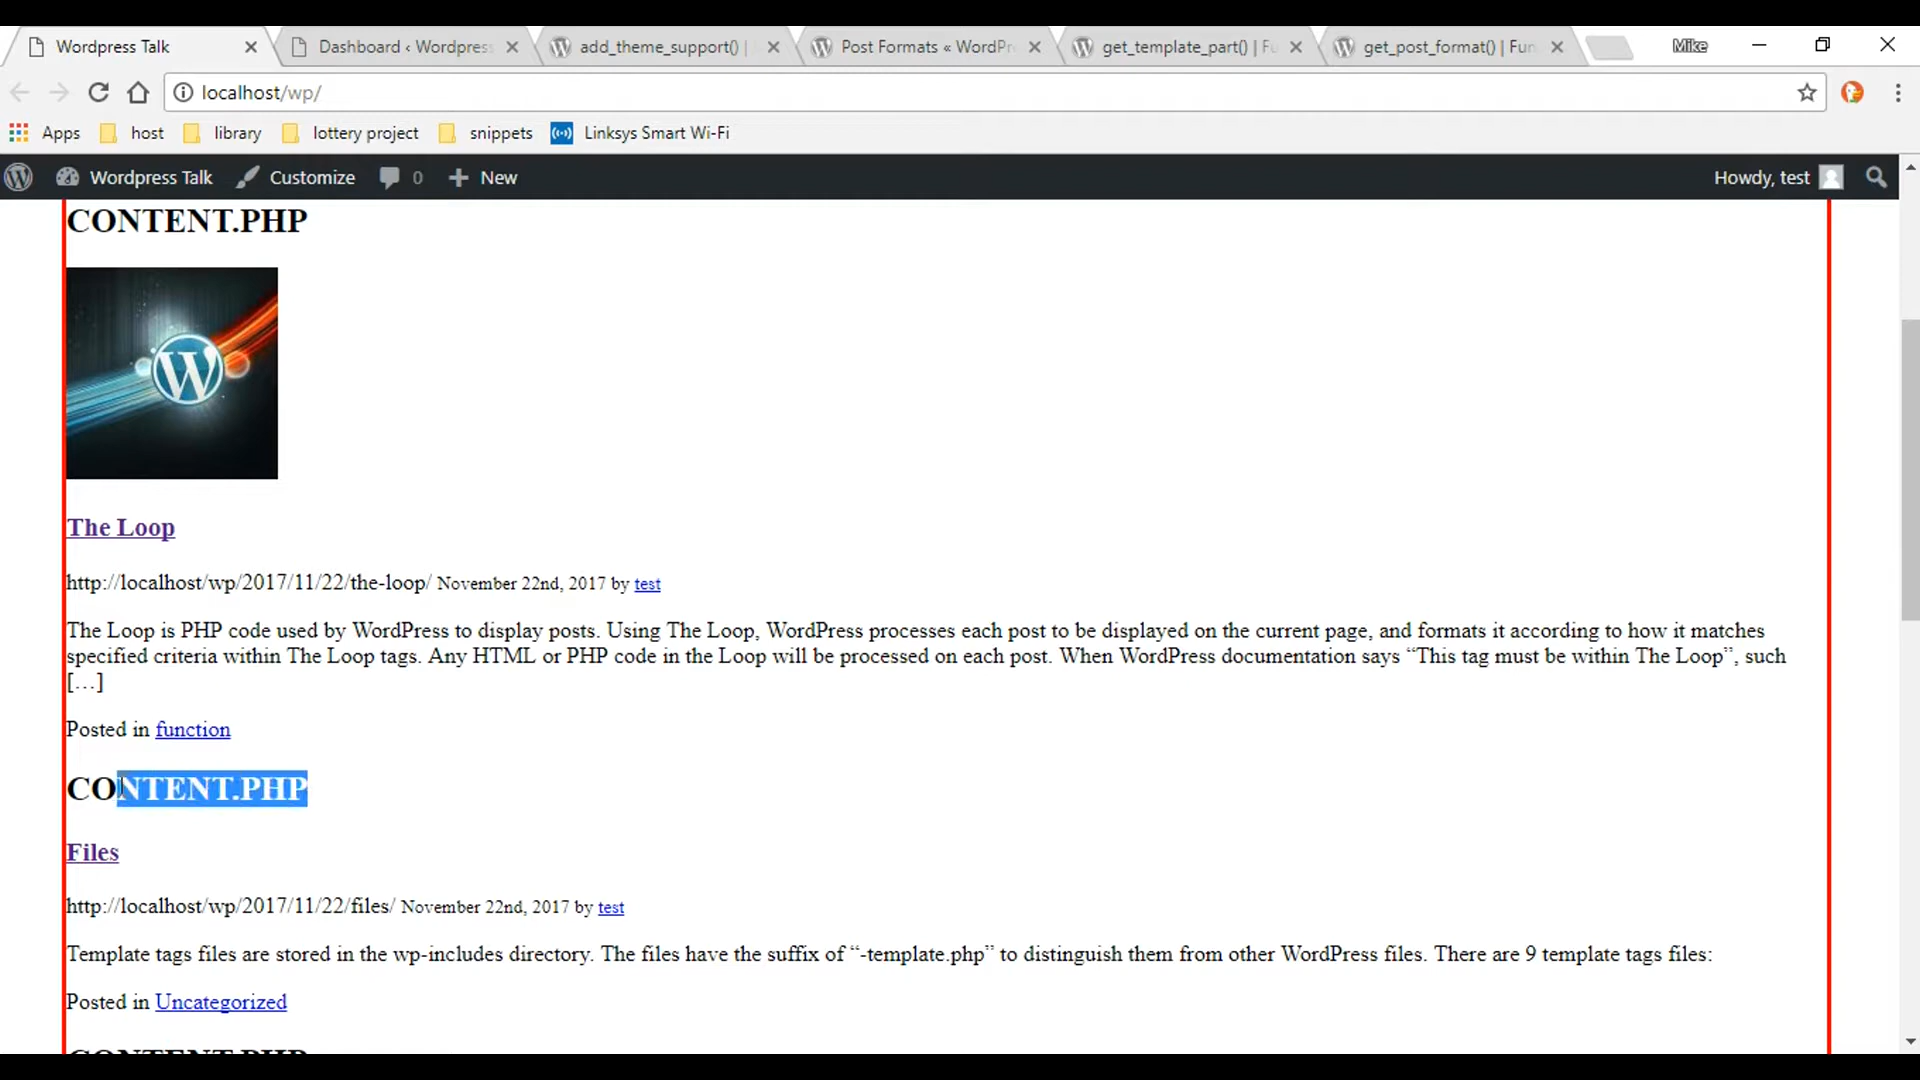 Wordpress Talk
Dashboard ‹ Wordpress
add_theme_support() |
Post Formats « WordPr
get_template_part() | Fu
get_post_format() | Fun
Mike
localhost/wp/
Apps
host
library
lottery project
snippets
Linksys Smart Wi-Fi
Wordpress Talk
Customize
0
New
Howdy, test
CONTENT.PHP
W
The Loop
http://localhost/wp/2017/11/22/the-loop/ November 22nd, 2017 by test
The Loop is PHP code used by WordPress to display posts. Using The Loop, WordPress processes each post to be displayed on the current page, and formats it according to how it matches
specified criteria within The Loop tags. Any HTML or PHP code in the Loop will be processed on each post. When WordPress documentation says “This tag must be within The Loop”, such
[…]
Posted in function
CONTENT.PHP
Files
http://localhost/wp/2017/11/22/files/ November 22nd, 2017 by test
Template tags files are stored in the wp-includes directory. The files have the suffix of “-template.php” to distinguish them from other WordPress files. There are 9 template tags files:
Posted in Uncategorized
CONTENT.PHP